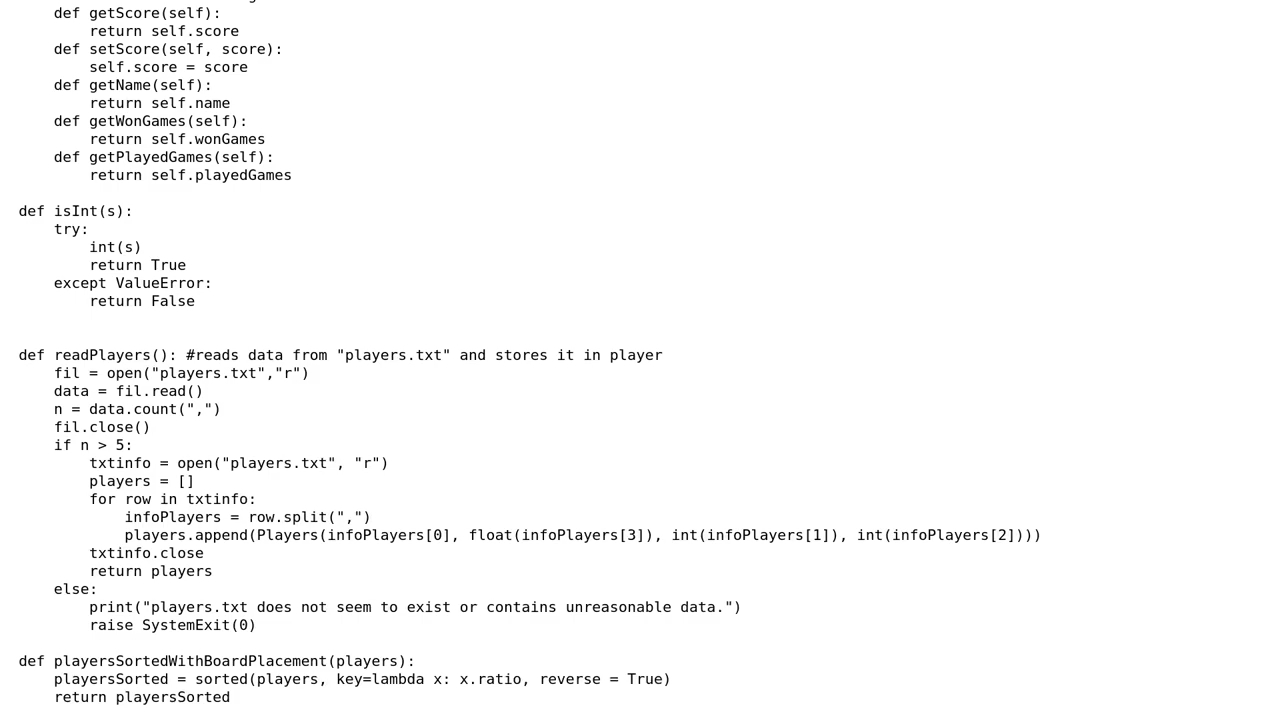 def getScore(self):
        return self.score
    def setScore(self, score):
        self.score = score
    def getName(self):
        return self.name
    def getWonGames(self):
        return self.wonGames
    def getPlayedGames(self):
        return self.playedGames

def isInt(s):
    try:
        int(s)
        return True
    except ValueError:
        return False


def readPlayers(): #reads data from "players.txt" and stores it in player
    fil = open("players.txt","r")
    data = fil.read()
    n = data.count(",")
    fil.close()
    if n > 5:
        txtinfo = open("players.txt", "r")
        players = []
        for row in txtinfo:
            infoPlayers = row.split(",")
            players.append(Players(infoPlayers[0], float(infoPlayers[3]), int(infoPlayers[1]), int(infoPlayers[2])))
        txtinfo.close
        return players
    else:
        print("players.txt does not seem to exist or contains unreasonable data.")
        raise SystemExit(0)

def playersSortedWithBoardPlacement(players):
    playersSorted = sorted(players, key=lambda x: x.ratio, reverse = True)
    return playersSorted